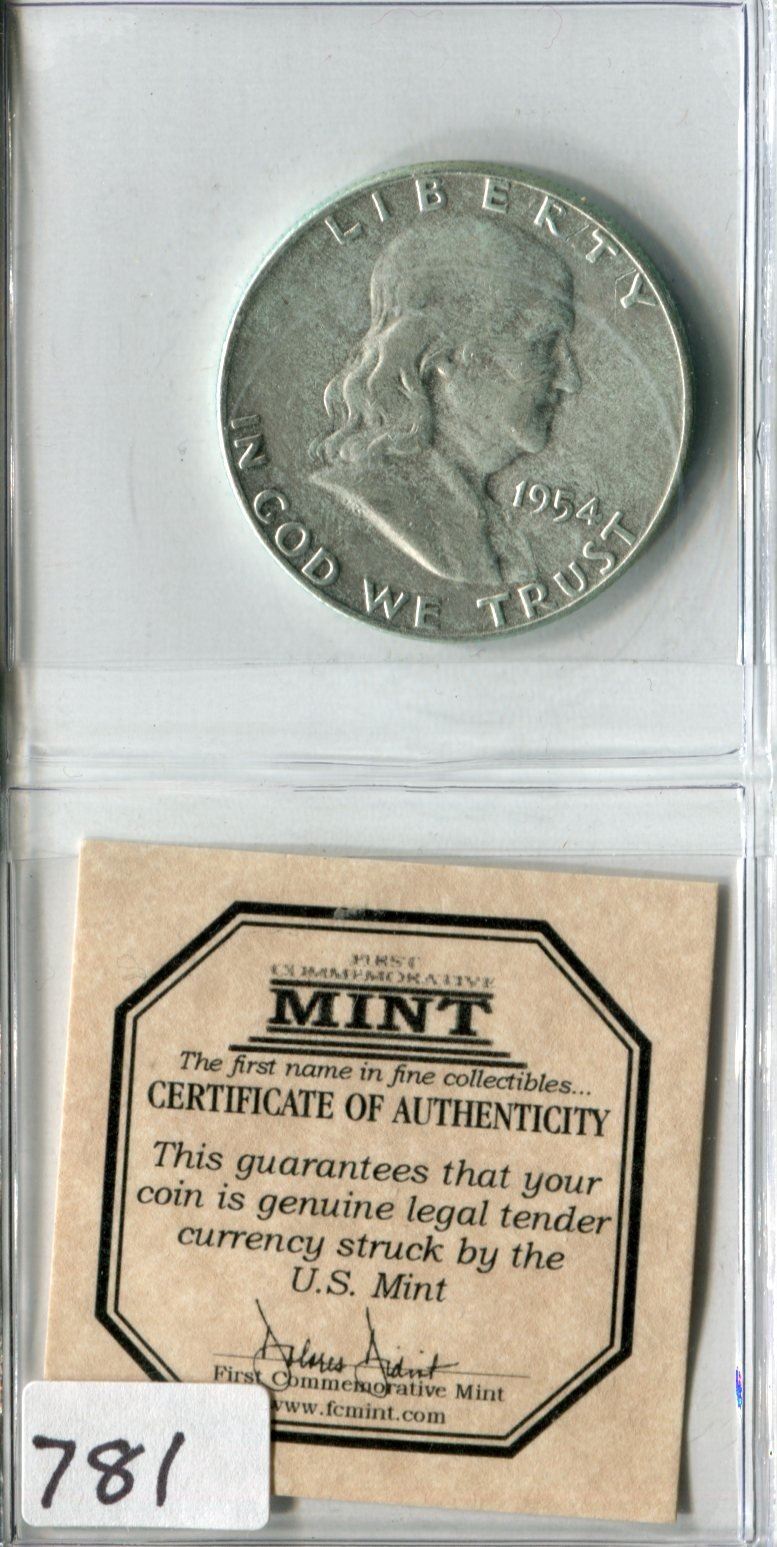 LIBERTY
IN GOD WE TRUST
1954
FIRST
COMMEMORATIVE
MINT
The first name in fine collectibles...
CERTIFICATE OF AUTHENTICITY
This guarantees that your
coin is genuine legal tender
currency struck by the
U.S. Mint
First Commemorative Mint
www.fcmint.com
781